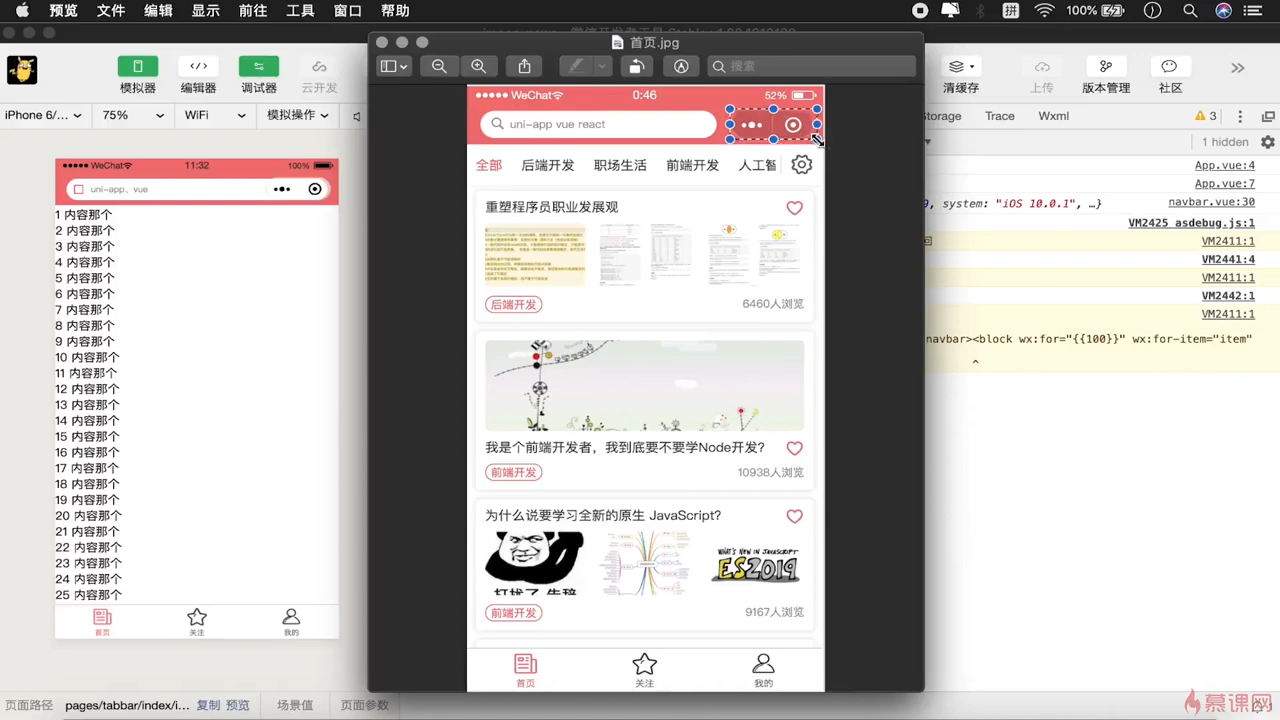 预览 文件 编辑 显示 前往 工具 窗口 帮助
100%
首页.jpg
模拟器 编辑器 调试器 云开发
搜索
清缓存 上传 版本管理 社区
iPhone 6/... 75% WiFi 模拟操作
Storage Trace Wxml
3
1 hidden
WeChat 11:32 100%
uni-app、vue
1 内容那个
2 内容那个
3 内容那个
4 内容那个
5 内容那个
6 内容那个
7 内容那个
8 内容那个
9 内容那个
10 内容那个
11 内容那个
12 内容那个
13 内容那个
14 内容那个
15 内容那个
16 内容那个
17 内容那个
18 内容那个
19 内容那个
20 内容那个
21 内容那个
22 内容那个
23 内容那个
24 内容那个
25 内容那个
首页 关注 我的
WeChat 0:46 52%
uni-app vue react
全部 后端开发 职场生活 前端开发 人工智
重塑程序员职业发展观
后端开发 6460人浏览
我是个前端开发者，我到底要不要学Node开发?
前端开发 10938人浏览
为什么说要学习全新的原生 JavaScript?
WHAT'S NEW IN JAVASCRIPT
ES2019
打扰了 告辞
前端开发 9167人浏览
首页 关注 我的
App.vue:4
App.vue:7
9, system: "iOS 10.0.1", …} navbar.vue:30
VM2425 asdebug.js:1
回 VM2411:1
VM2441:4
VM2411:1
VM2442:1
VM2411:1
navbar><block wx:for="{{100}}" wx:for-item="item"
^
页面路径 pages/tabbar/index/i... 复制 预览 场景值 页面参数
慕课网